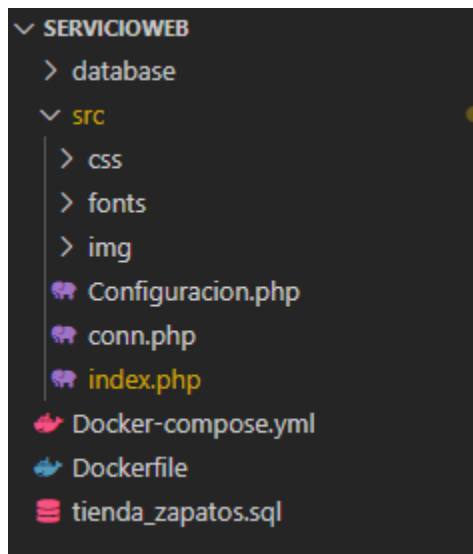 SERVICIOWEB
database
src
css
fonts
img
Configuracion.php
conn.php
index.php
Docker-compose.yml
Dockerfile
tienda_zapatos.sql